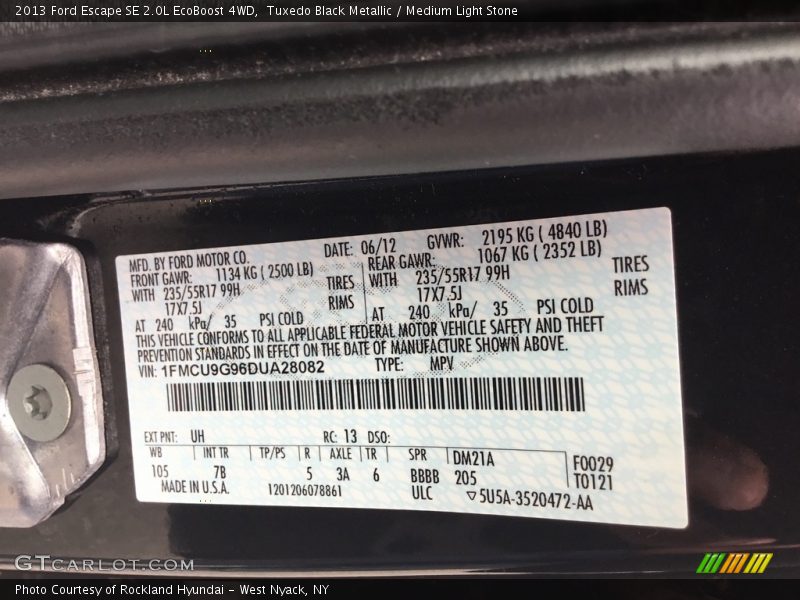 2013 Ford Escape SE 2.0L EcoBoost 4WD,  Tuxedo Black Metallic / Medium Light Stone
MFD. BY FORD MOTOR CO. DATE: 06/12 GVWR: 2195 KG ( 4840 LB)
FRONT GAWR: 1134 KG ( 2500 LB) REAR GAWR: 1067 KG ( 2352 LB)
WITH 235/55R17 99H TIRES WITH 235/55R17 99H TIRES
17X7.5J RIMS 17X7.5J RIMS
AT 240 kPa/ 35 PSI COLD AT 240 kPa/ 35 PSI COLD
THIS VEHICLE CONFORMS TO ALL APPLICABLE FEDERAL MOTOR VEHICLE SAFETY AND THEFT
PREVENTION STANDARDS IN EFFECT ON THE DATE OF MANUFACTURE SHOWN ABOVE.
VIN: 1FMCU9G96DUA28082 TYPE: MPV
EXT PNT: UH RC: 13 DSO:
WB INT TR TP/PS R AXLE TR SPR DM21A F0029
105 7B 5 3A 6 BBBB 205 T0121
MADE IN U.S.A. 1201206078861 ULC ▽5U5A-3520472-AA
GTCARLOT.COM
Photo Courtesy of Rockland Hyundai - West Nyack, NY